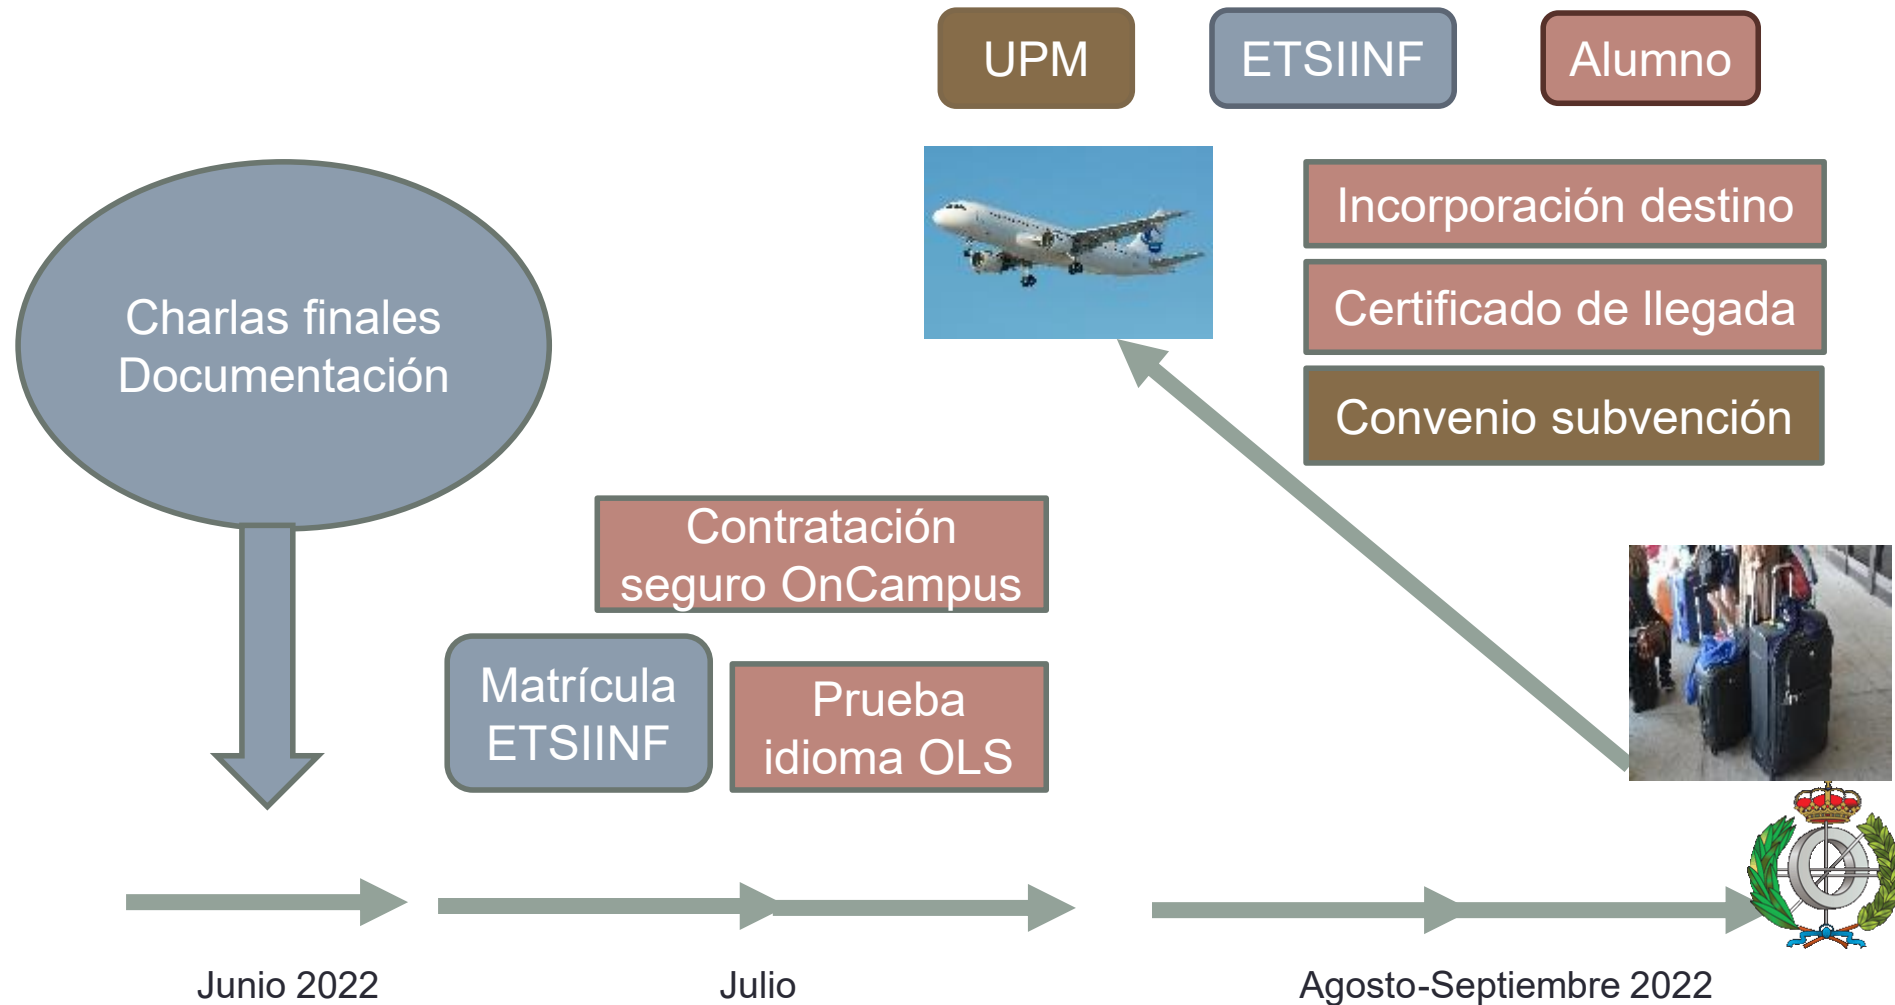 UPM
ETSIINF
Alumno
Charlas finales
Documentación
Incorporación destino
Certificado de llegada
Convenio subvención
Contratación
seguro OnCampus
Matrícula
ETSIINF
Prueba
idioma OLS
Junio 2022
Julio
Agosto-Septiembre 2022